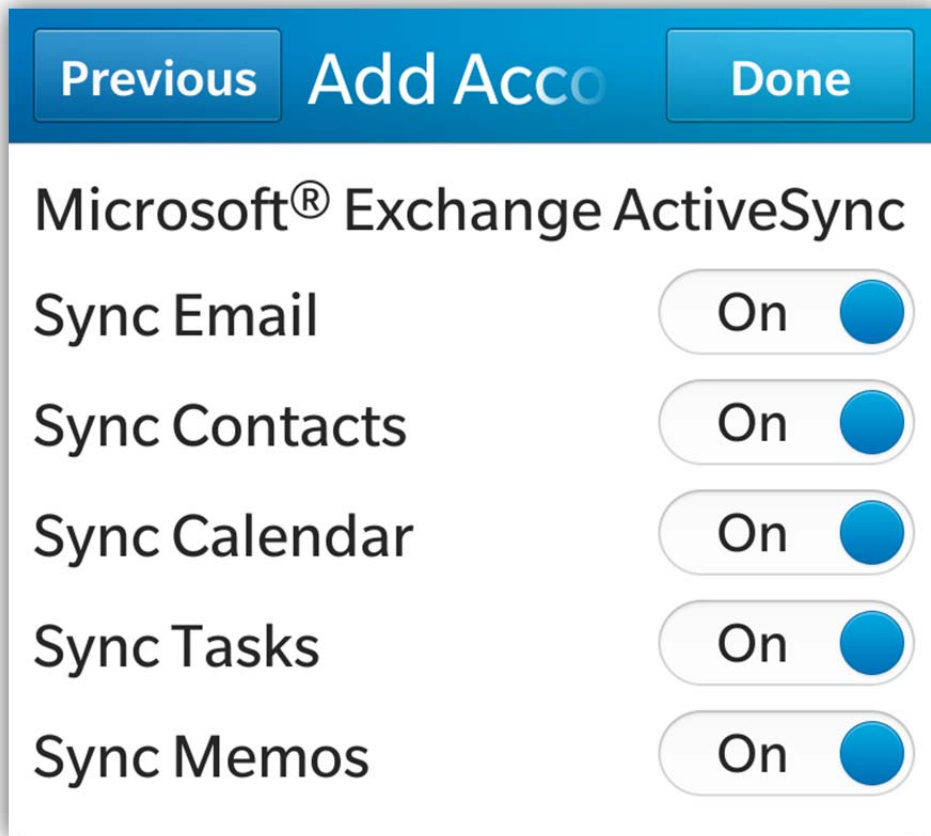 Previous Add Acco Done
Microsoft® Exchange ActiveSync
Sync Email On
Sync Contacts On
Sync Calendar On
Sync Tasks On
Sync Memos On